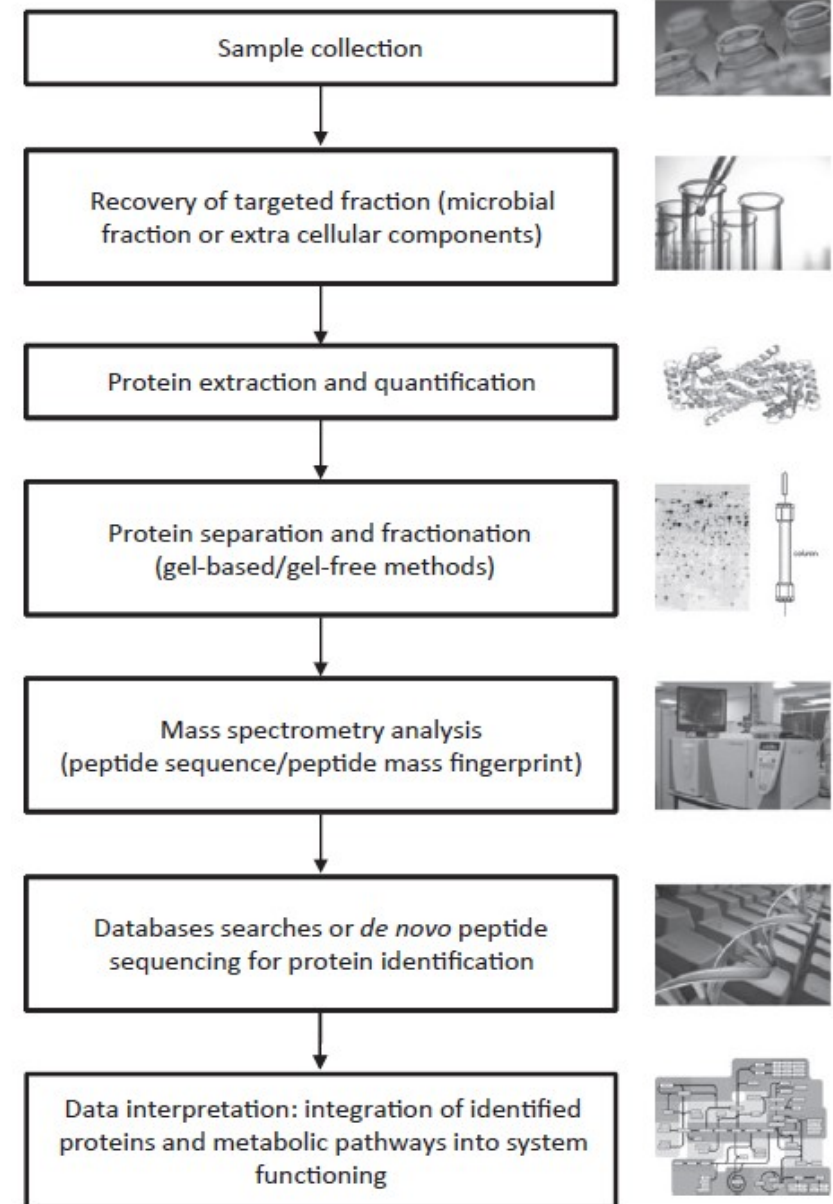 Sample collection
Recovery of targeted fraction (microbial
fraction or extra cellular components)
Protein extraction and quantification
Protein separation and fractionation
(gel-based/gel-free methods)
column
Mass spectrometry analysis
(peptide sequence/peptide mass fingerprint)
Databases searches or de novo peptide
sequencing for protein identification
Data interpretation: integration of identified
proteins and metabolic pathways into system
functioning